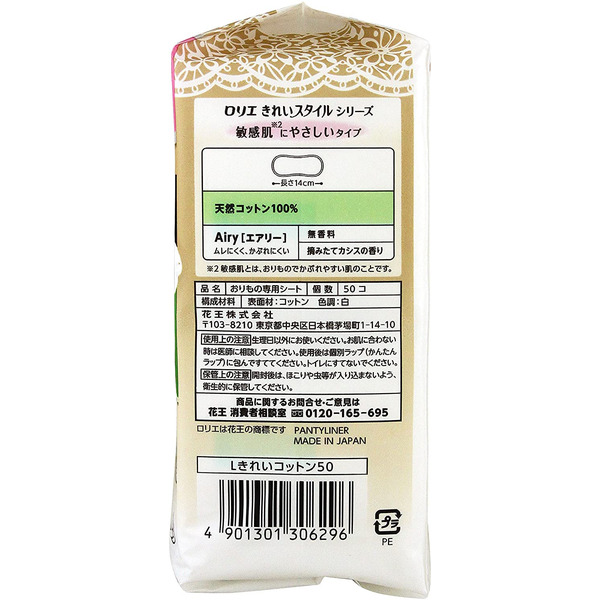 ロリエ きれいスタイル シリーズ
敏感肌※2にやさしいタイプ
長さ14cm
天然コットン100%
Airy[エアリー]
ムレにくく、かぶれにくい
無香料
摘みたてカシスの香り
※2 敏感肌とは、おりものでかぶれやすい肌のことです。
品名 おりもの専用シート 個数 50コ
構成材料 表面材:コットン 色調:白
花王株式会社
〒103-8210 東京都中央区日本橋茅場町1-14-10
使用上の注意 生理日以外にお使いください。お肌に合わない
時は医師に相談してください。使用後は個別ラップ(かんたん
ラップ)に包んですててください。トイレにすてないでください。
保管上の注意 開封後は、ほこりや虫等が入り込まないよう、
衛生的に保管してください。
商品に関するお問合せ・ご意見は
花王 消費者相談室 0120-165-695
ロリエは花王の商標です PANTYLINER
MADE IN JAPAN
Lきれいコットン50
4 901301 306296
プラ
PE